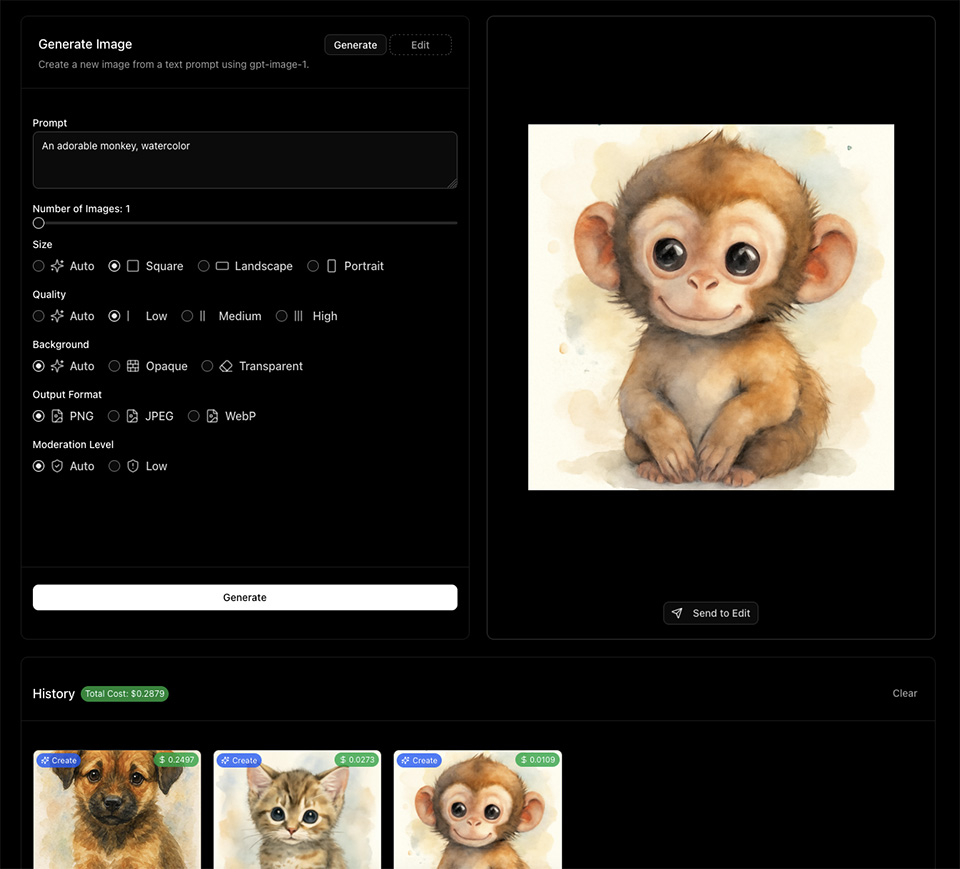 Generate Image
Generate
Edit
Create a new image from a text prompt using gpt-image-1.
Prompt
An adorable monkey, watercolor
Number of Images: 1
Size
Auto Square Landscape Portrait
Quality
Auto Low Medium High
Background
Auto Opaque Transparent
Output Format
PNG JPEG WebP
Moderation Level
Auto Low
Generate
Send to Edit
History Total Cost: $0.2879
Clear
Create $ 0.2497
Create $ 0.0273
Create $ 0.0109